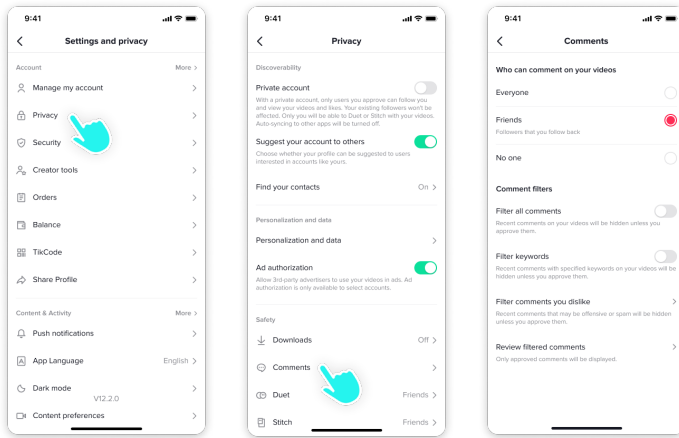 9:41
Settings and privacy
Account More >
Manage my account >
Privacy >
Security >
Creator tools >
Orders >
Balance >
TikCode >
Share Profile >
Content & Activity More >
Push notifications >
App Language English >
Dark mode >
V12.2.0
Content preferences >
9:41
Privacy
Discoverability
Private account
With a private account, only users you approve can follow you
and view your videos and likes. Your existing followers won't be
affected. Only you will be able to Duet or Stitch with your videos.
Auto-syncing to other apps will be turned off.
Suggest your account to others
Choose whether your profile can be suggested to users
interested in accounts like yours.
Find your contacts On >
Personalization and data
Personalization and data >
Ad authorization
Allow 3rd-party advertisers to use your videos in ads. Ad
authorization is only available to select accounts.
Safety
Downloads Off >
Comments >
Duet Friends >
Stitch Friends >
9:41
Comments
Who can comment on your videos
Everyone
Friends
Followers that you follow back
No one
Comment filters
Filter all comments
Recent comments on your videos will be hidden unless you
approve them.
Filter keywords
Recent comments with specified keywords on your videos will be
hidden unless you approve them.
Filter comments you dislike >
Recent comments that may be offensive or spam will be hidden
unless you approve them.
Review filtered comments >
Only approved comments will be displayed.